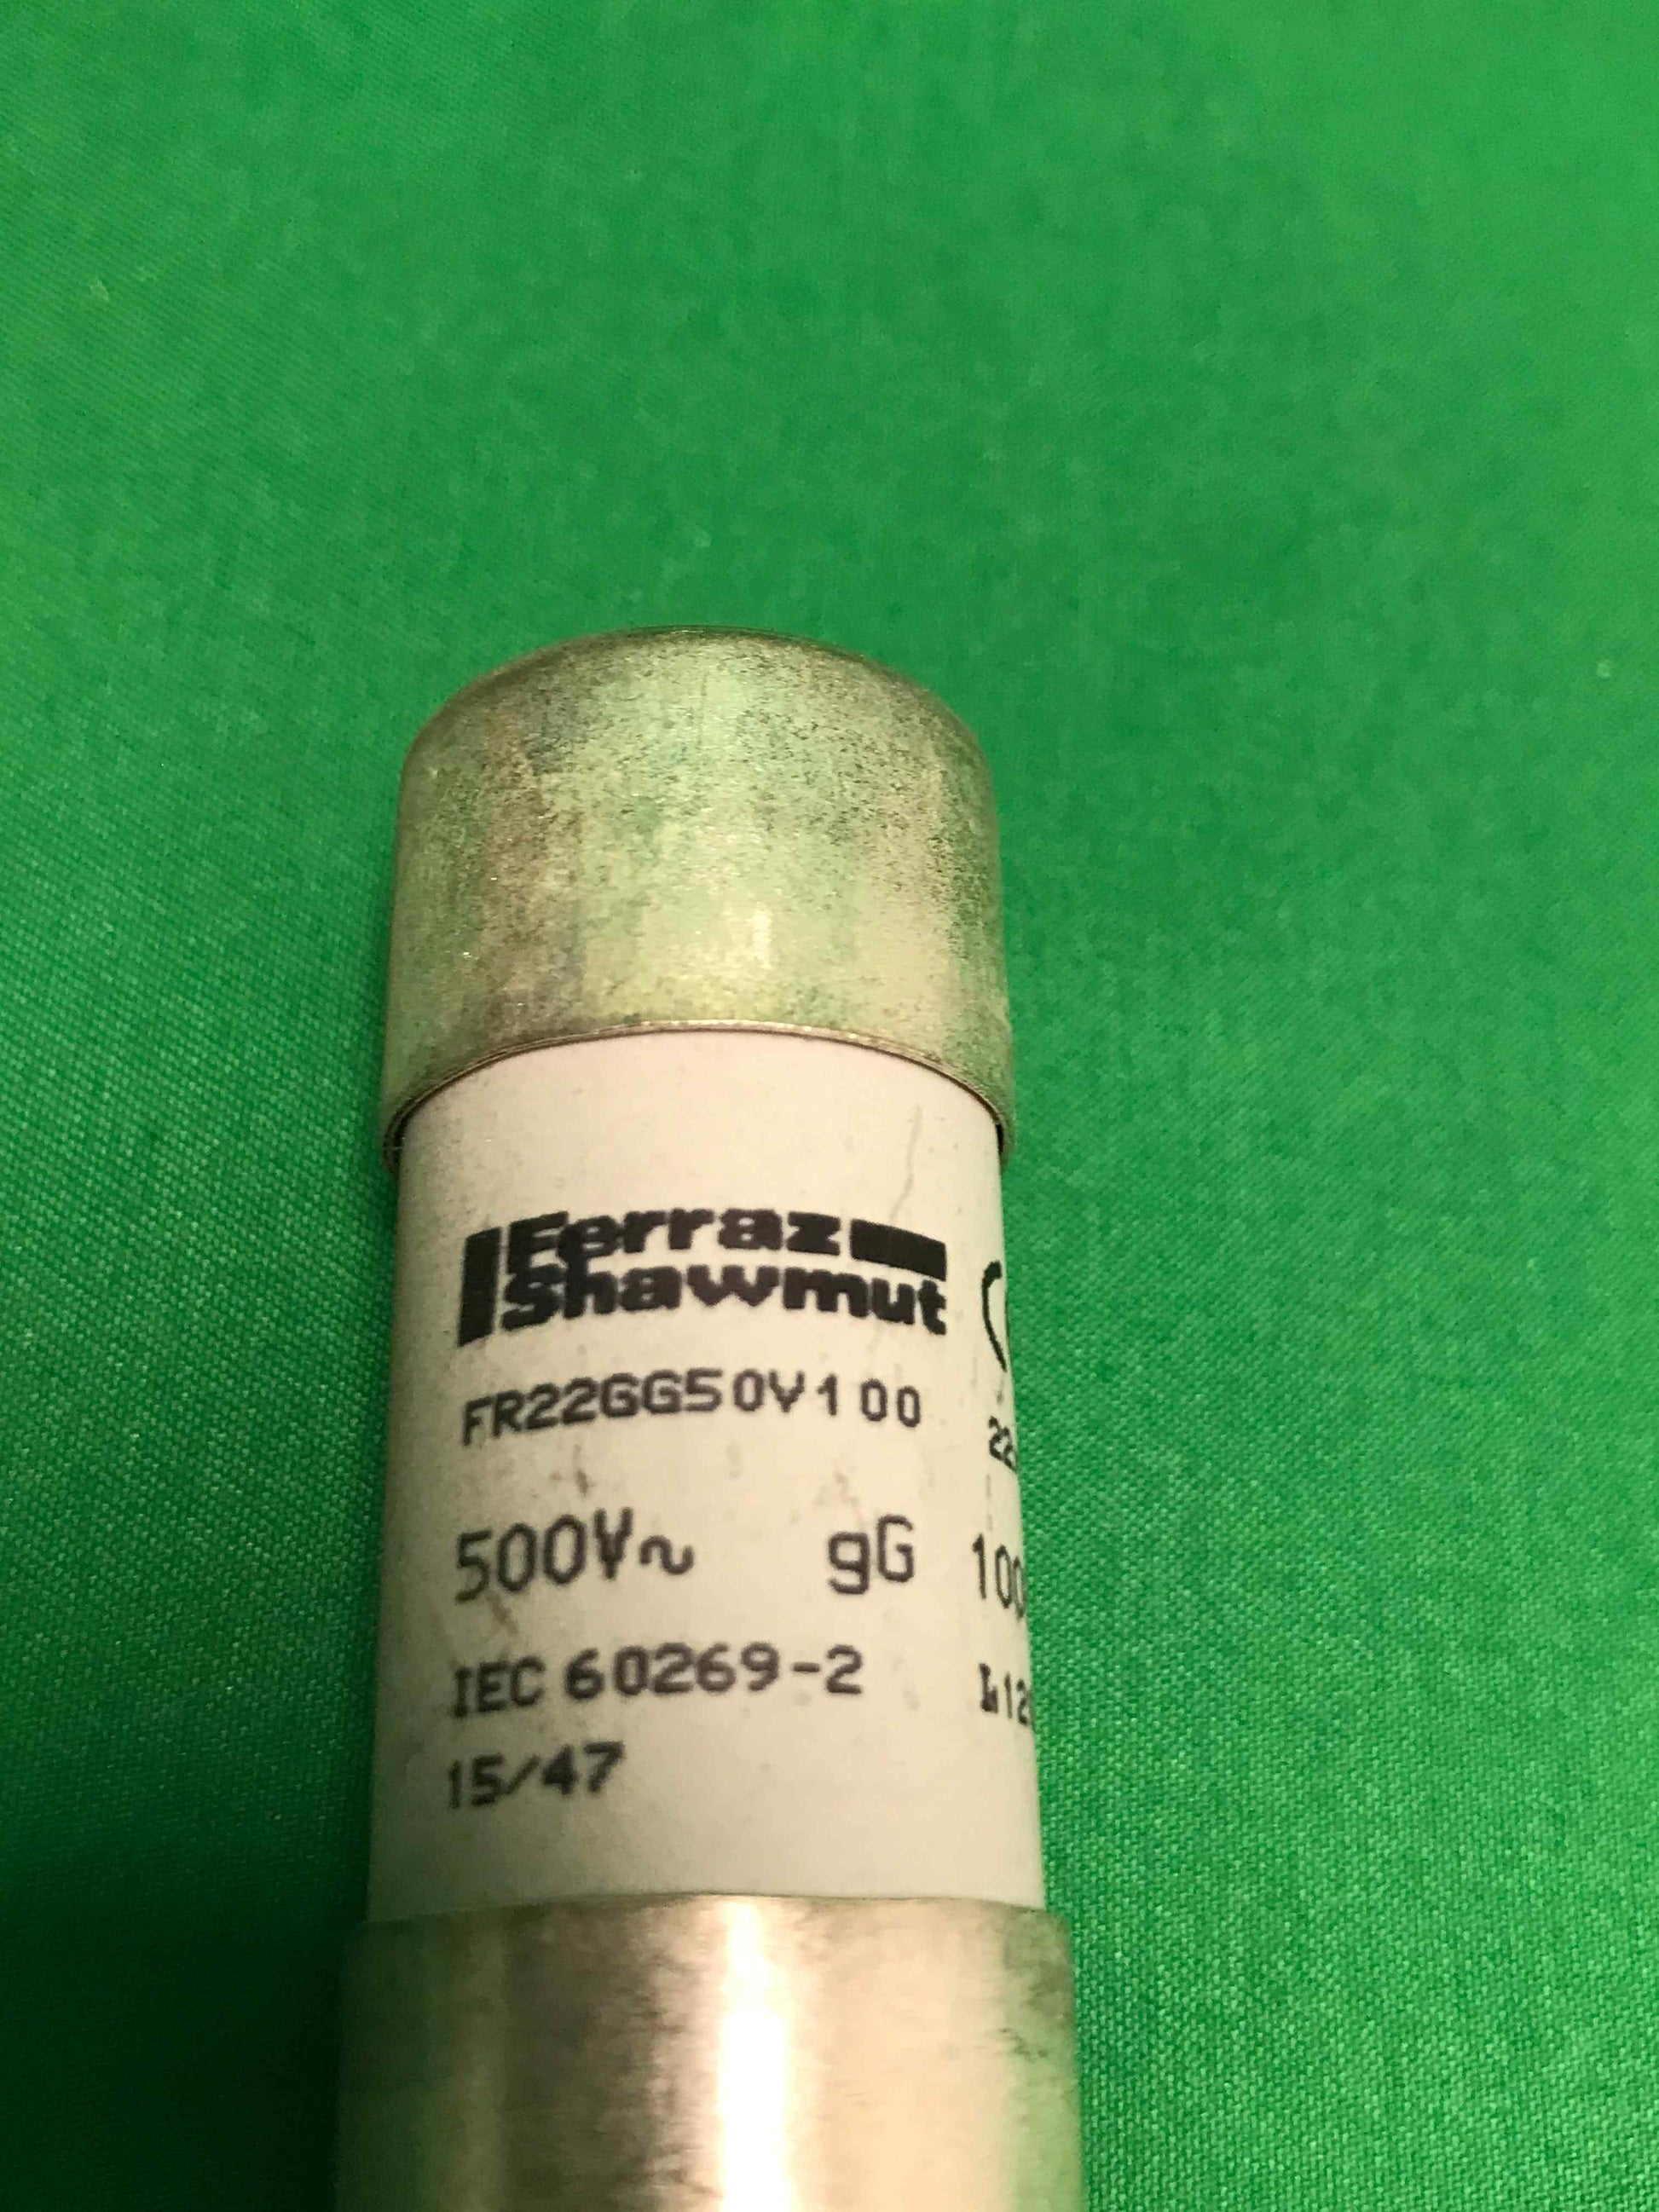 Ferraz
Shawmut
FR22GG50V100
500V~ gG
IEC 60269-2
15/47